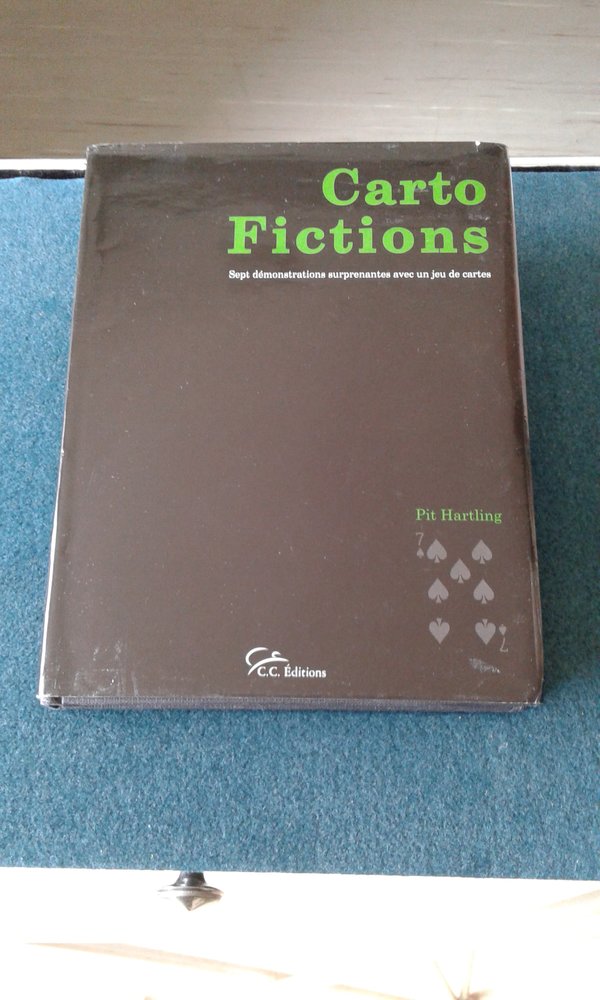 Carto
Fictions
Sept démonstrations surprenantes avec un jeu de cartes
Pit Hartling
7
7
C.C. Éditions